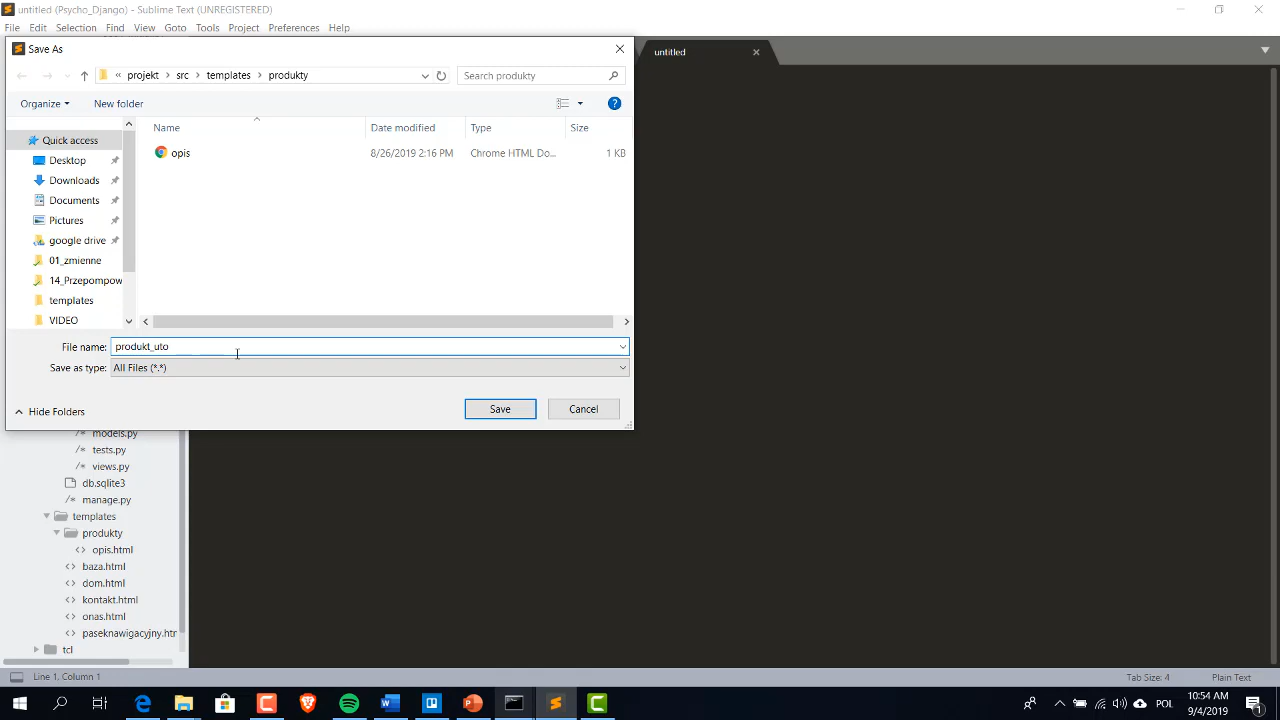 untitled (Psycho_Django) - Sublime Text (UNREGISTERED)
File Edit Selection Find View Goto Tools Project Preferences Help
Save As
untitled
« projekt src templates produkty
Search produkty
Organize New folder
Name Date modified Type Size
Quick access
opis 8/26/2019 2:16 PM Chrome HTML Do... 1 KB
Desktop
Downloads
Documents
Pictures
google drive
01_zmienne
14_Przepompow
templates
VIDEO
File name: produkt_uto
Save as type: All Files (*.*)
Hide Folders
Save Cancel
models.py
tests.py
views.py
db.sqlite3
manage.py
templates
produkty
opis.html
baza.html
dom.html
kontakt.html
onas.html
paseknawigacyjny.htm
tcl
Line 1, Column 1
Tab Size: 4
Plain Text
POL
10:54 AM
9/4/2019
1